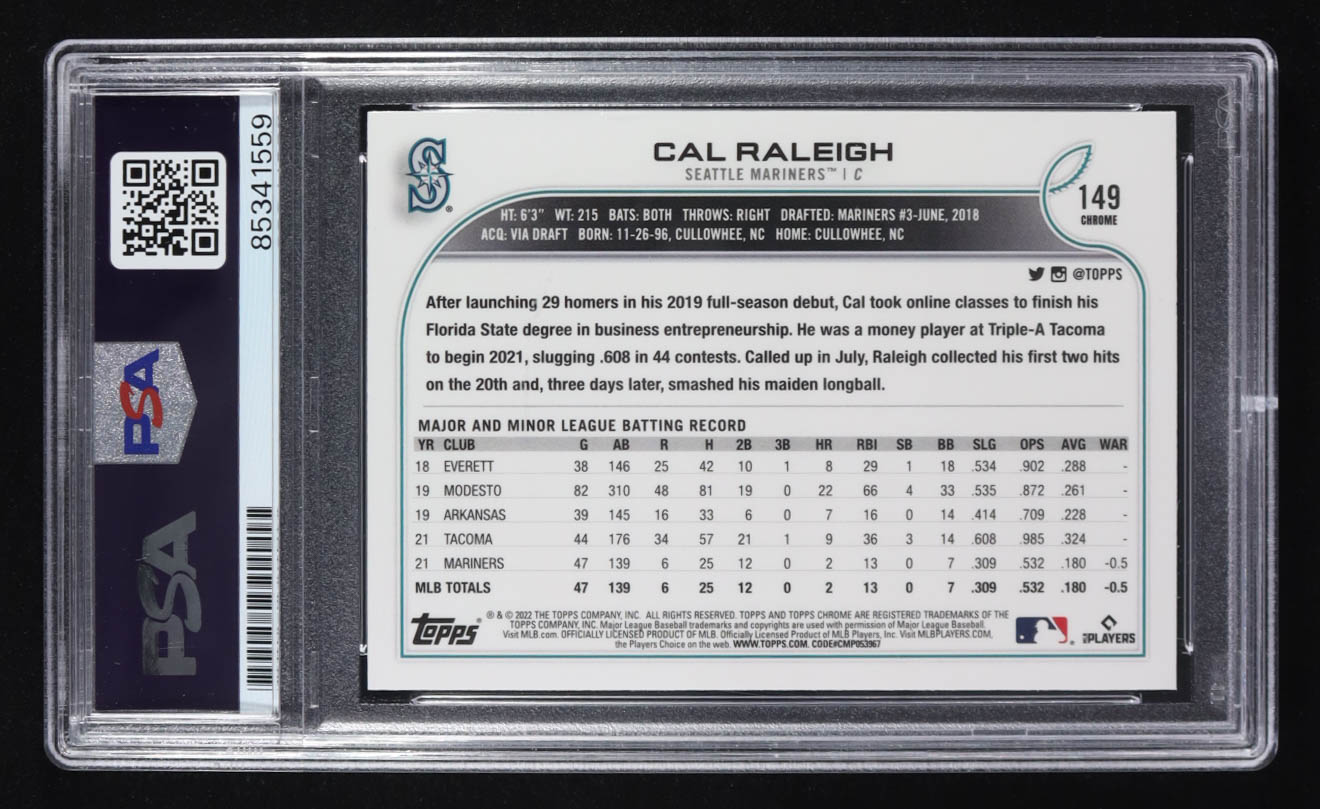 85341559
PSA
PSA
S ®
CAL RALEIGH
SEATTLE MARINERS™ | C
149
CHROME
HT: 6'3" WT: 215 BATS: BOTH THROWS: RIGHT DRAFTED: MARINERS #3-JUNE, 2018
ACQ: VIA DRAFT BORN: 11-26-96, CULLOWHEE, NC HOME: CULLOWHEE, NC
@TOPPS
After launching 29 homers in his 2019 full-season debut, Cal took online classes to finish his
Florida State degree in business entrepreneurship. He was a money player at Triple-A Tacoma
to begin 2021, slugging .608 in 44 contests. Called up in July, Raleigh collected his first two hits
on the 20th and, three days later, smashed his maiden longball.
MAJOR AND MINOR LEAGUE BATTING RECORD
YR CLUB G AB R H 2B 3B HR RBI SB BB SLG OPS AVG WAR
18 EVERETT 38 146 25 42 10 1 8 29 1 18 .534 .902 .288 -
19 MODESTO 82 310 48 81 19 0 22 66 4 33 .535 .872 .261 -
19 ARKANSAS 39 145 16 33 6 0 7 16 0 14 .414 .709 .228 -
21 TACOMA 44 176 34 57 21 1 9 36 3 14 .608 .985 .324 -
21 MARINERS 47 139 6 25 12 0 2 13 0 7 .309 .532 .180 -0.5
MLB TOTALS 47 139 6 25 12 0 2 13 0 7 .309 .532 .180 -0.5
topps®
® & © 2022 THE TOPPS COMPANY, INC. ALL RIGHTS RESERVED. TOPPS AND TOPPS CHROME ARE REGISTERED TRADEMARKS OF THE
TOPPS COMPANY, INC. Major League Baseball trademarks and copyrights are used with permission of Major League Baseball.
Visit MLB.com. OFFICIALLY LICENSED PRODUCT OF MLB. Officially Licensed Product of MLB Players, Inc. Visit MLBPLAYERS.COM,
the Players Choice on the web. WWW.TOPPS.COM. CODE#CMP053967
PLAYERS